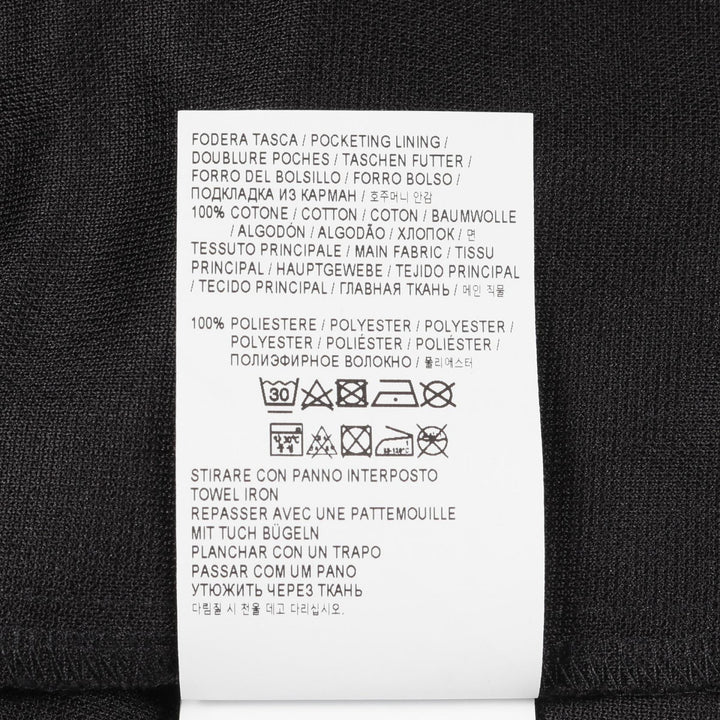 FODERA TASCA / POCKETING LINING /
DOUBLURE POCHES / TASCHEN FUTTER /
FORRO DEL BOLSILLO / FORRO BOLSO /
ПОДКЛАДКА ИЗ КАРМАН / 호주머니 안감
100% COTONE / COTTON / COTON / BAUMWOLLE
/ ALGODÓN / ALGODÃO / ХЛОПОК / 면
TESSUTO PRINCIPALE / MAIN FABRIC / TISSU
PRINCIPAL / HAUPTGEWEBE / TEJIDO PRINCIPAL
/ TECIDO PRINCIPAL / ГЛАВНАЯ ТКАНЬ / 메인 직물
100% POLIESTERE / POLYESTER / POLYESTER /
POLYESTER / POLIÉSTER / POLIÉSTER /
ПОЛИЭФИРНОЕ ВОЛОКНО / 폴리에스터
30
STIRARE CON PANNO INTERPOSTO
TOWEL IRON
REPASSER AVEC UNE PATTEMOUILLE
MIT TUCH BÜGELN
PLANCHAR CON UN TRAPO
PASSAR COM UM PANO
УТЮЖИТЬ ЧЕРЕЗ ТКАНЬ
다림질 시 천을 데고 다리십시오.